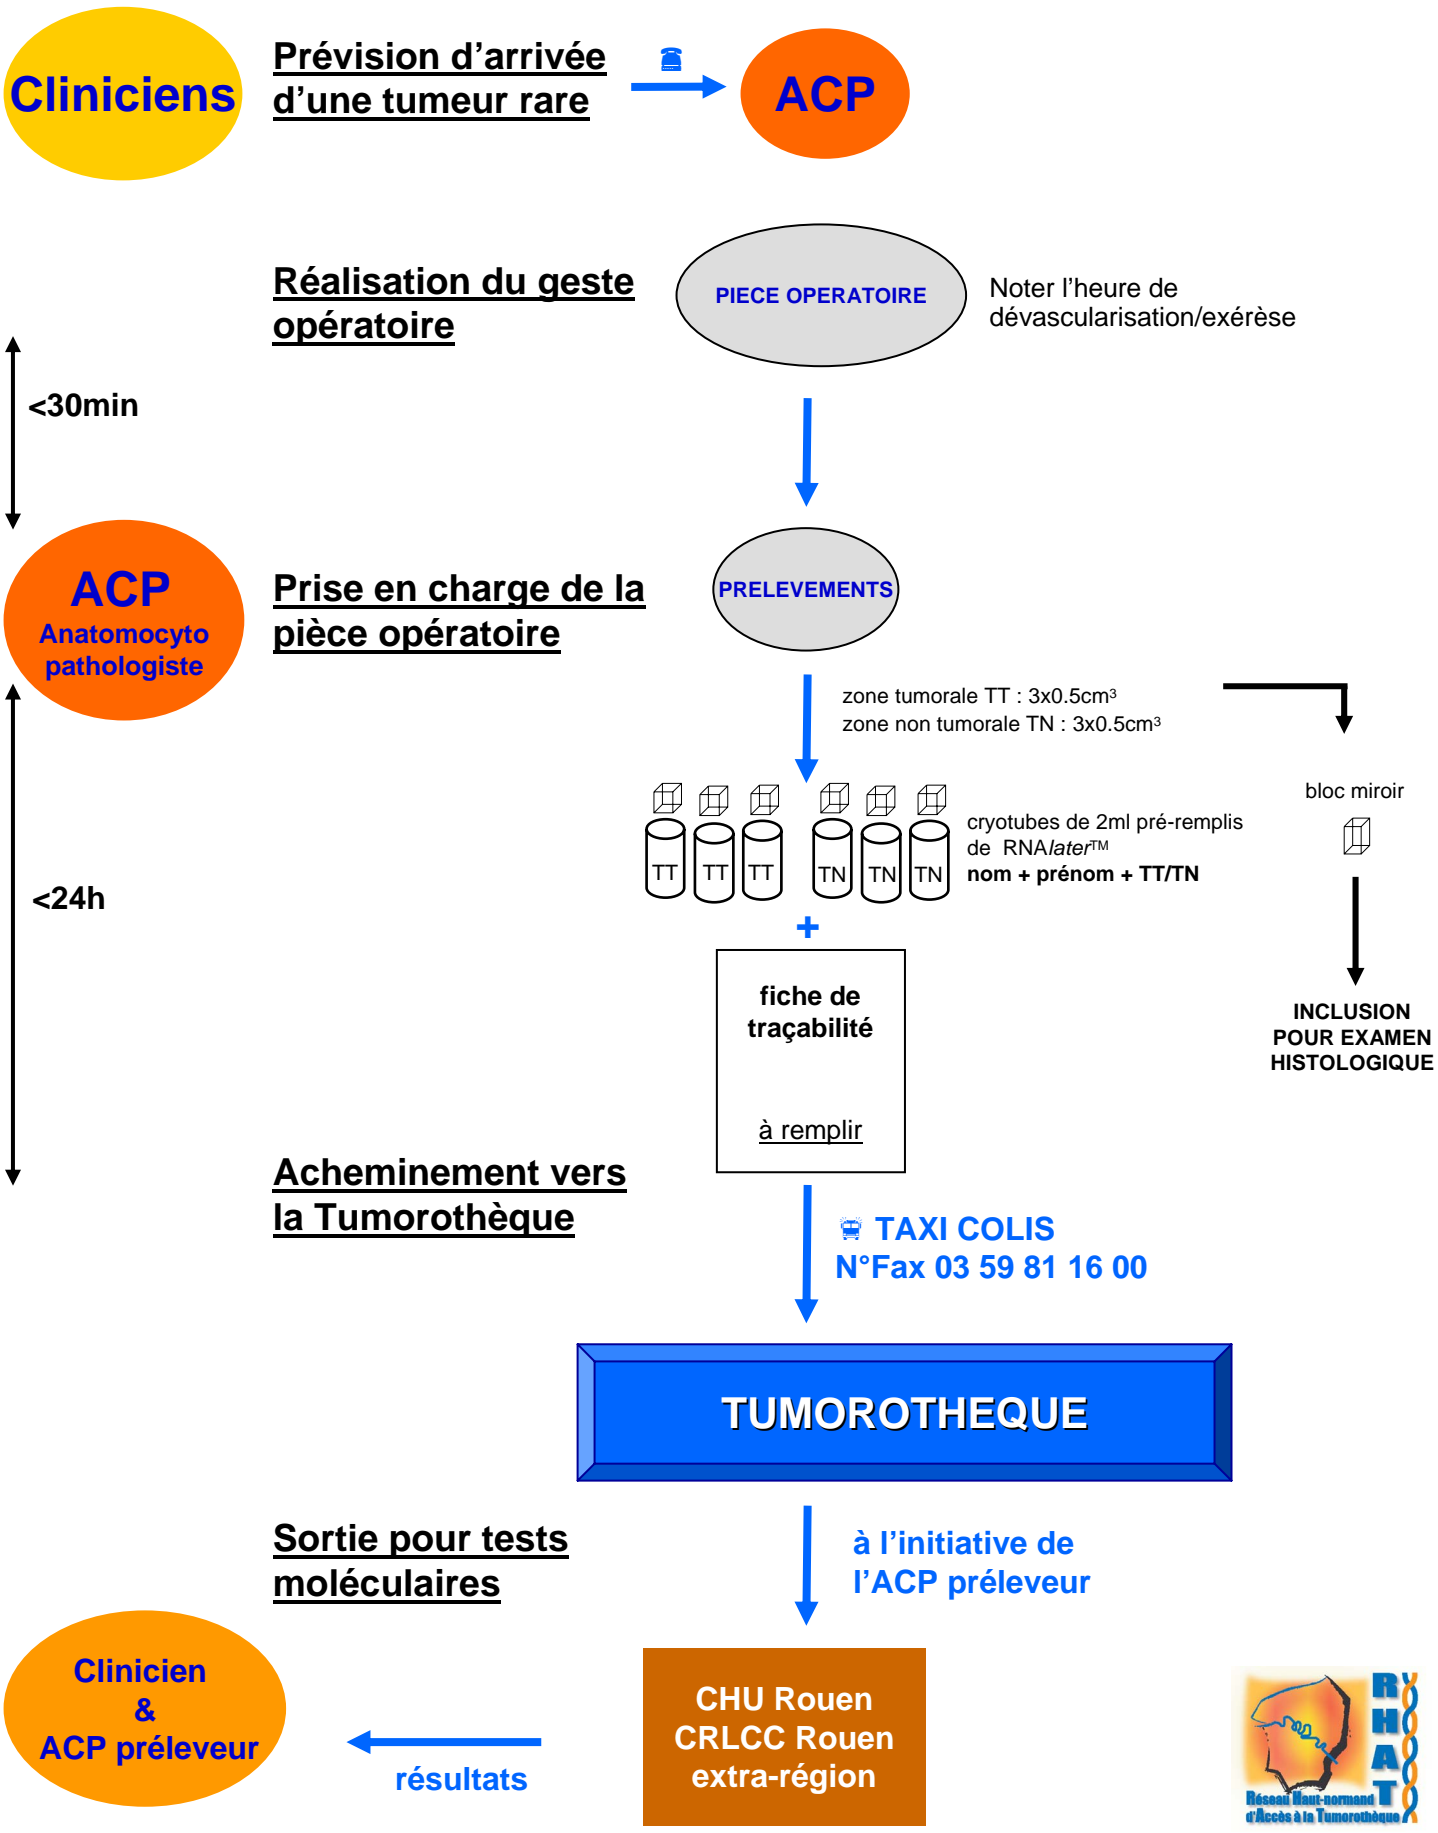 Cliniciens
Prévision d’arrivée
d’une tumeur rare
ACP
Réalisation du geste
opératoire
PIECE OPERATOIRE
Noter l’heure de
dévascularisation/exérèse
<30min
ACP
Anatomocyto
pathologiste
Prise en charge de la
pièce opératoire
PRELEVEMENTS
zone tumorale TT : 3x0.5cm³
zone non tumorale TN : 3x0.5cm³
bloc miroir
TT
TT
TT
TN
TN
TN
cryotubes de 2ml pré-remplis
de RNAlater™
nom + prénom + TT/TN
<24h
+
fiche de
traçabilité
à remplir
INCLUSION
POUR EXAMEN
HISTOLOGIQUE
Acheminement vers
la Tumorothèque
TAXI COLIS
N°Fax 03 59 81 16 00
TUMOROTHEQUE
Sortie pour tests
moléculaires
à l’initiative de
l’ACP préleveur
Clinicien
&
ACP préleveur
résultats
CHU Rouen
CRLCC Rouen
extra-région
RHAT
Réseau Haut-normand
d'Accès à la Tumorothèque